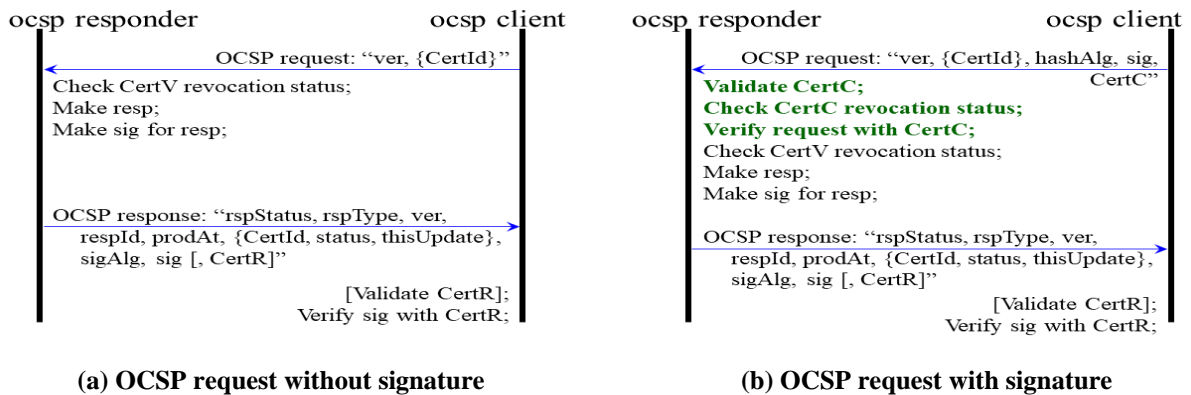 ocsp responder
ocsp client
OCSP request: “ver, {CertId}”
Check CertV revocation status;
Make resp;
Make sig for resp;
OCSP response: “rspStatus, rspType, ver,
respId, prodAt, {CertId, status, thisUpdate},
sigAlg, sig [, CertR]”
[Validate CertR];
Verify sig with CertR;
(a) OCSP request without signature
ocsp responder
ocsp client
OCSP request: “ver, {CertId}, hashAlg, sig,
CertC”
Validate CertC;
Check CertC revocation status;
Verify request with CertC;
Check CertV revocation status;
Make resp;
Make sig for resp;
OCSP response: “rspStatus, rspType, ver,
respId, prodAt, {CertId, status, thisUpdate},
sigAlg, sig [, CertR]”
[Validate CertR];
Verify sig with CertR;
(b) OCSP request with signature